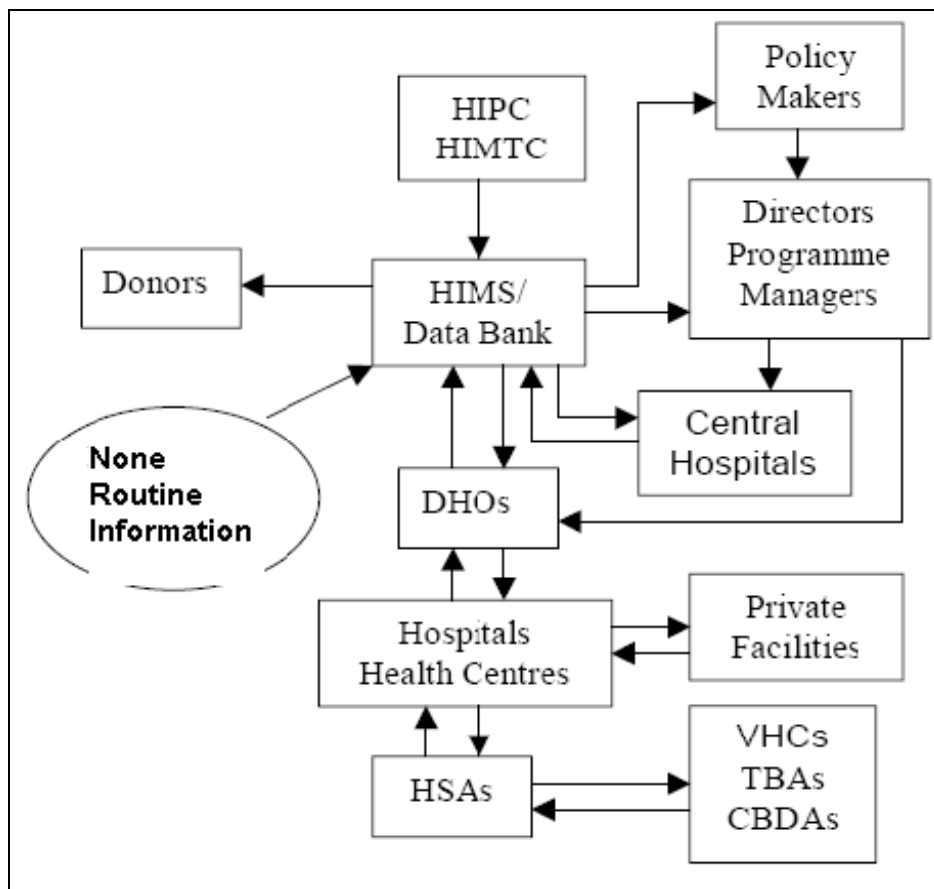 Policy
Makers
HIPC
HIMTC
Directors
Programme
Managers
Donors
HIMS/
Data Bank
Central
Hospitals
None
Routine
Information
DHOs
Hospitals
Health Centres
Private
Facilities
HSAs
VHCs
TBAs
CBDAs